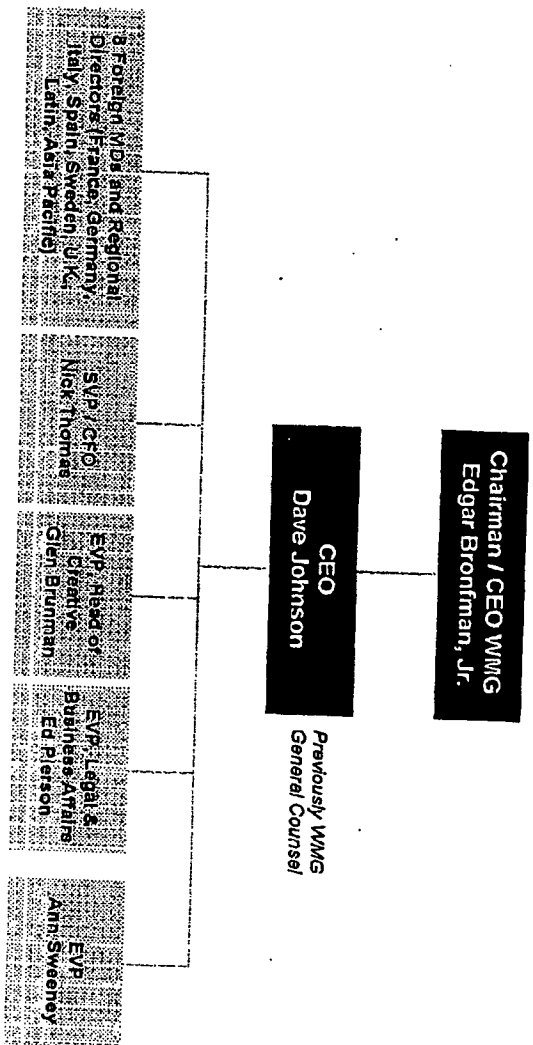 Chairman / CEO WMG
Edgar Bronfman, Jr.
CEO
Dave Johnson
Previously WMG
General Counsel
8 Foreign MDs and Regional
Directors (France, Germany,
Italy, Spain, Sweden, U.K.,
Latin, Asia Pacific)
SVP / CFO
Nick Thomas
EVP, Head of
Creative
Glen Brunman
EVP, Legal &
Business Affairs
Ed Pierson
EVP
Ann Sweeney